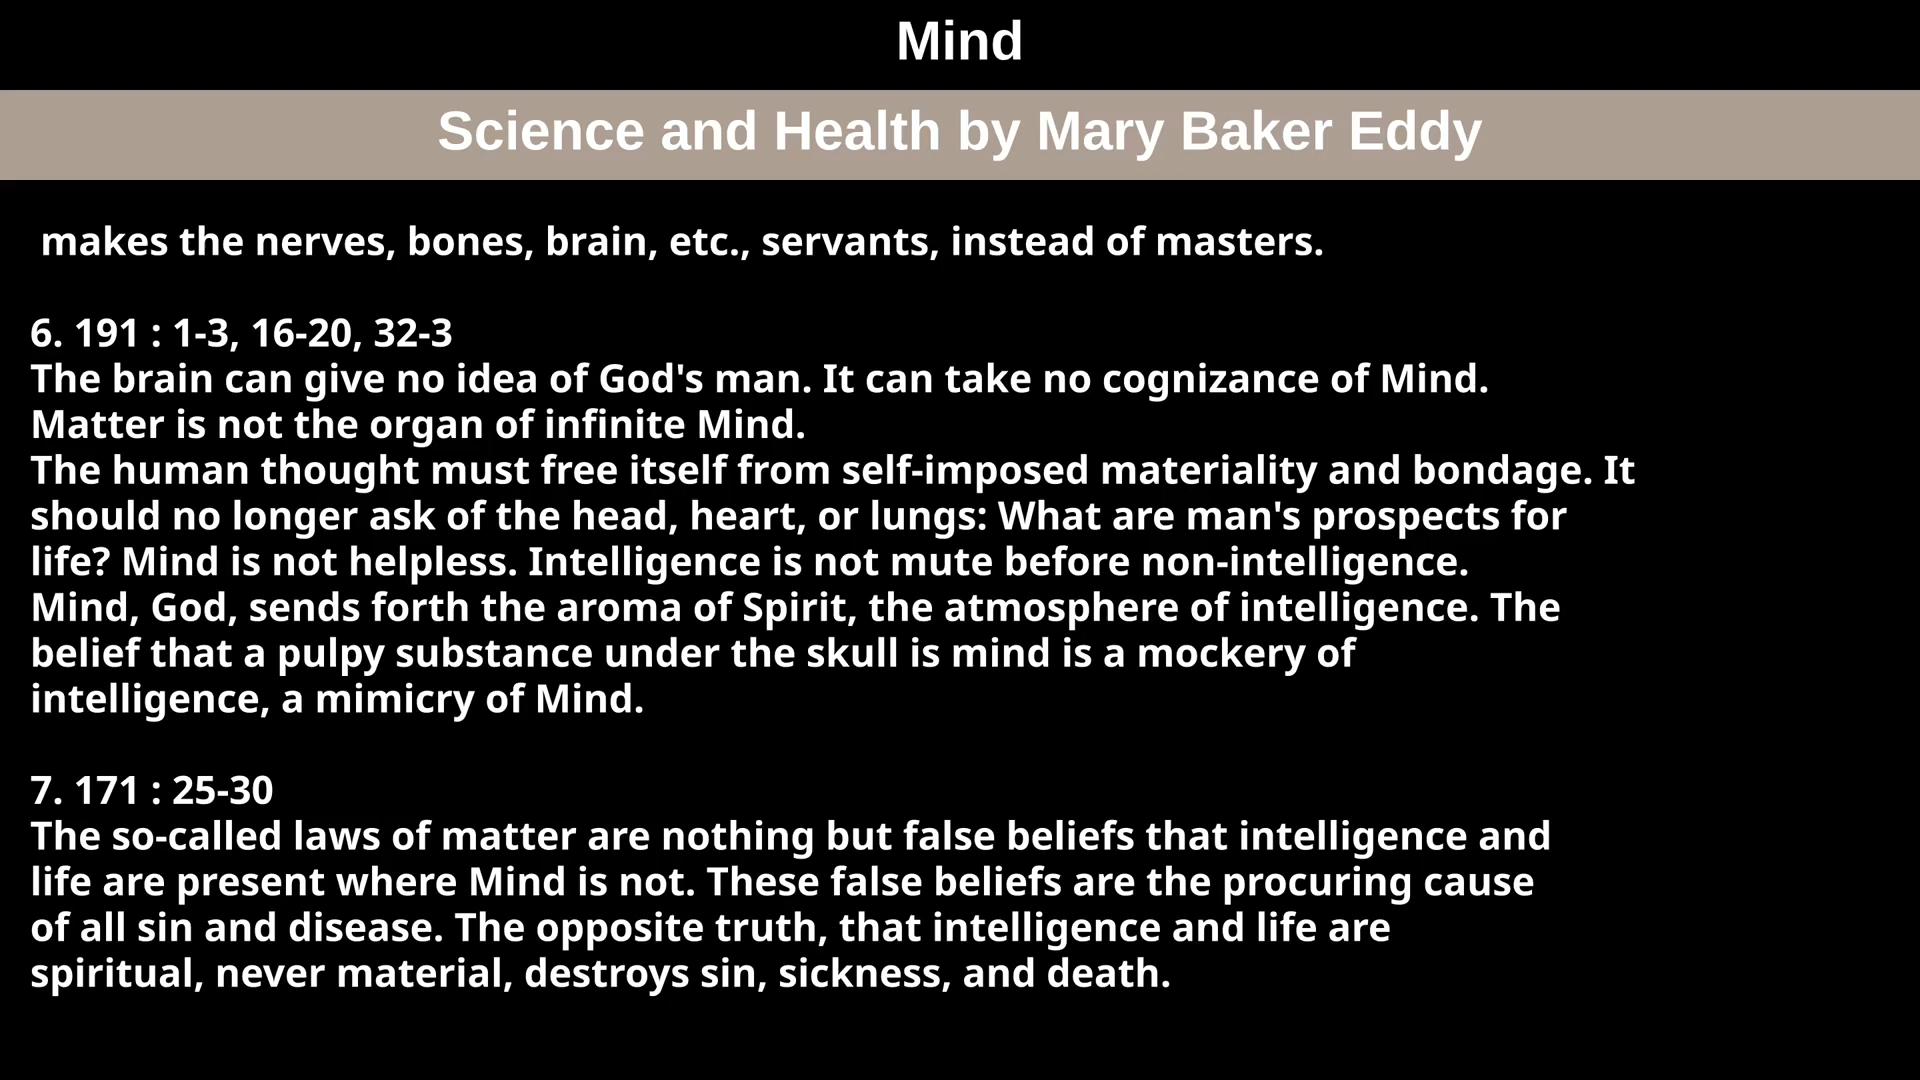 Mind
Science and Health by Mary Baker Eddy
makes the nerves, bones, brain, etc., servants, instead of masters.
6. 191 : 1-3, 16-20, 32-3
The brain can give no idea of God's man. It can take no cognizance of Mind.
Matter is not the organ of infinite Mind.
The human thought must free itself from self-imposed materiality and bondage. It
should no longer ask of the head, heart, or lungs: What are man's prospects for
life? Mind is not helpless. Intelligence is not mute before non-intelligence.
Mind, God, sends forth the aroma of Spirit, the atmosphere of intelligence. The
belief that a pulpy substance under the skull is mind is a mockery of
intelligence, a mimicry of Mind.
7. 171 : 25-30
The so-called laws of matter are nothing but false beliefs that intelligence and
life are present where Mind is not. These false beliefs are the procuring cause
of all sin and disease. The opposite truth, that intelligence and life are
spiritual, never material, destroys sin, sickness, and death.